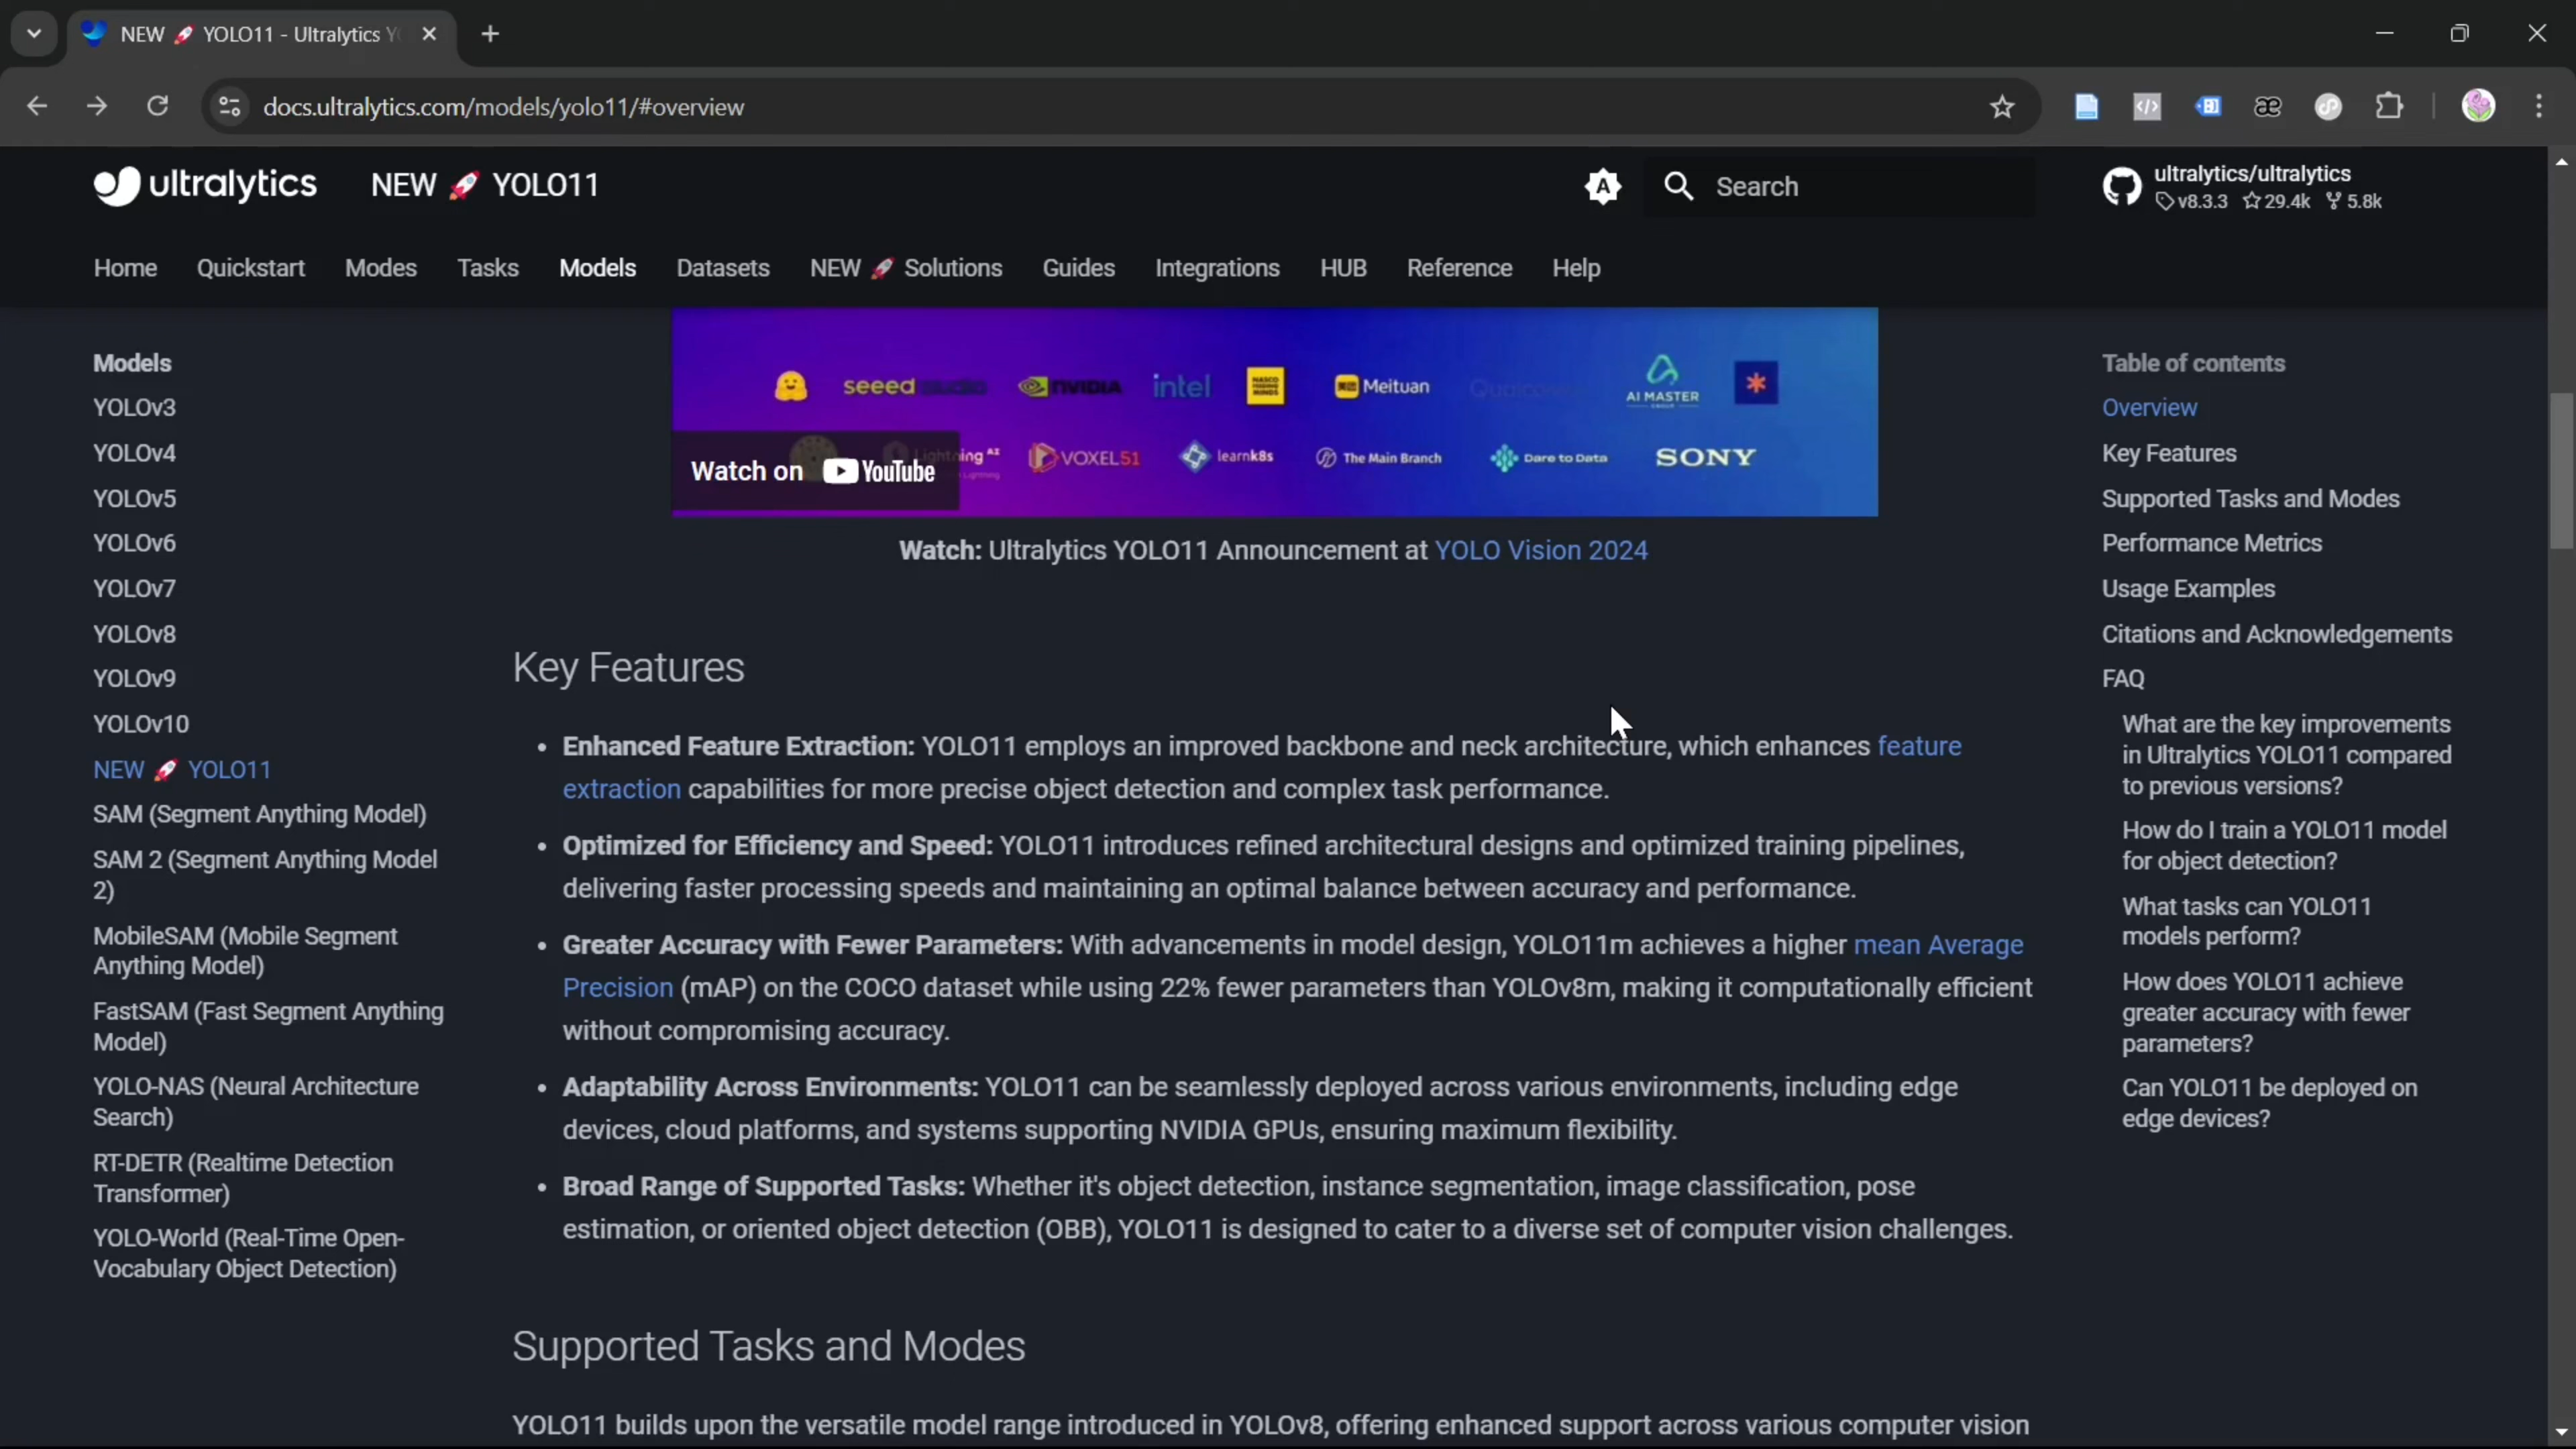 NEW 🚀 YOLO11 - Ultralytics
docs.ultralytics.com/models/yolo11/#overview
ultralytics
NEW 🚀 YOLO11
Search
ultralytics/ultralytics
v8.3.3 29.4k 5.8k
Home Quickstart Modes Tasks Models Datasets NEW 🚀 Solutions Guides Integrations HUB Reference Help
Models
YOLOv3
YOLOv4
YOLOv5
YOLOv6
YOLOv7
YOLOv8
YOLOv9
YOLOv10
NEW 🚀 YOLO11
SAM (Segment Anything Model)
SAM 2 (Segment Anything Model
2)
MobileSAM (Mobile Segment
Anything Model)
FastSAM (Fast Segment Anything
Model)
YOLO-NAS (Neural Architecture
Search)
RT-DETR (Realtime Detection
Transformer)
YOLO-World (Real-Time Open-
Vocabulary Object Detection)
seeed studio NVIDIA intel Meituan Qualcomm AI MASTER
Lightning AI VOXEL51 learnk8s The Main Branch Dare to Data SONY
Watch on YouTube
Watch: Ultralytics YOLO11 Announcement at YOLO Vision 2024
Key Features
• Enhanced Feature Extraction: YOLO11 employs an improved backbone and neck architecture, which enhances feature
extraction capabilities for more precise object detection and complex task performance.
• Optimized for Efficiency and Speed: YOLO11 introduces refined architectural designs and optimized training pipelines,
delivering faster processing speeds and maintaining an optimal balance between accuracy and performance.
• Greater Accuracy with Fewer Parameters: With advancements in model design, YOLO11m achieves a higher mean Average
Precision (mAP) on the COCO dataset while using 22% fewer parameters than YOLOv8m, making it computationally efficient
without compromising accuracy.
• Adaptability Across Environments: YOLO11 can be seamlessly deployed across various environments, including edge
devices, cloud platforms, and systems supporting NVIDIA GPUs, ensuring maximum flexibility.
• Broad Range of Supported Tasks: Whether it's object detection, instance segmentation, image classification, pose
estimation, or oriented object detection (OBB), YOLO11 is designed to cater to a diverse set of computer vision challenges.
Supported Tasks and Modes
YOLO11 builds upon the versatile model range introduced in YOLOv8, offering enhanced support across various computer vision
Table of contents
Overview
Key Features
Supported Tasks and Modes
Performance Metrics
Usage Examples
Citations and Acknowledgements
FAQ
What are the key improvements
in Ultralytics YOLO11 compared
to previous versions?
How do I train a YOLO11 model
for object detection?
What tasks can YOLO11
models perform?
How does YOLO11 achieve
greater accuracy with fewer
parameters?
Can YOLO11 be deployed on
edge devices?